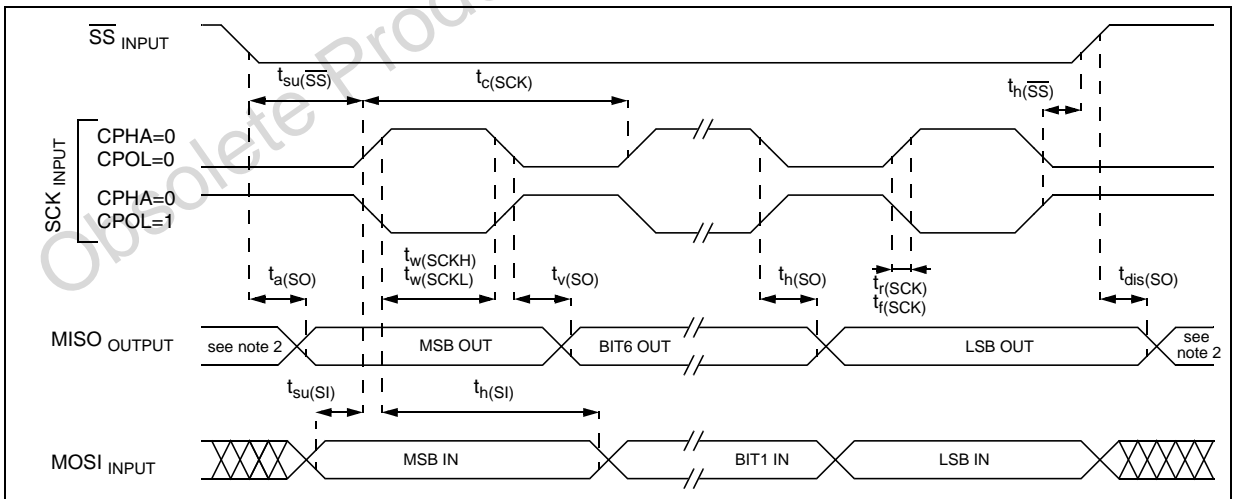 Obsolete Produ
SS INPUT
tsu(SS)
tc(SCK)
th(SS)
SCK INPUT
CPHA=0
CPOL=0
CPHA=0
CPOL=1
ta(SO)
tw(SCKH)
tw(SCKL)
tv(SO)
th(SO)
tr(SCK)
tf(SCK)
tdis(SO)
MISO OUTPUT
see note 2
MSB OUT
BIT6 OUT
LSB OUT
see
note 2
tsu(SI)
th(SI)
MOSI INPUT
MSB IN
BIT1 IN
LSB IN